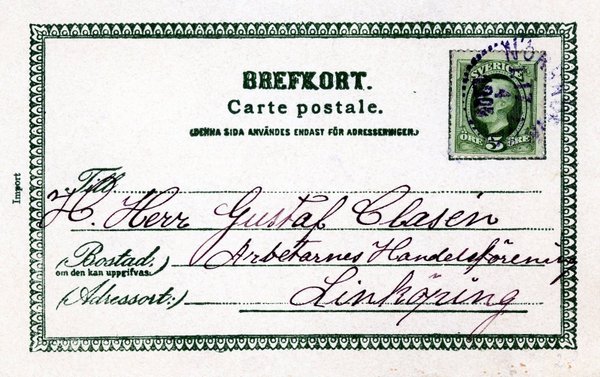 BREFKORT.
Carte postale.
(DENNA SIDA ANVÄNDES ENDAST FÖR ADRESSERINGEN.)
SVERIGE
ÖRE 5 ÖRE
Import
Till
H. Herr Gustaf Clasén
(Bostad.) Arbetarnes Handelsförening
om den kan uppgifvas.
(Adressort:) Linköping